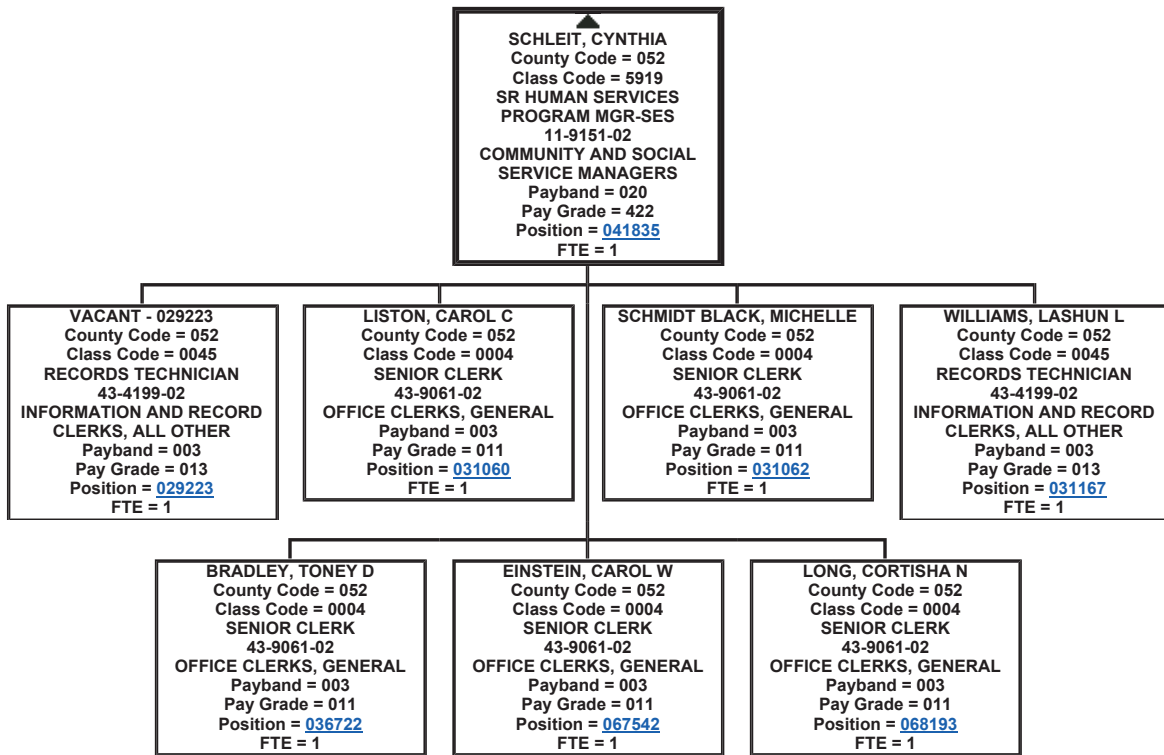 SCHLEIT, CYNTHIA
County Code = 052
Class Code = 5919
SR HUMAN SERVICES
PROGRAM MGR-SES
11-9151-02
COMMUNITY AND SOCIAL
SERVICE MANAGERS
Payband = 020
Pay Grade = 422
Position = 041835
FTE = 1
VACANT - 029223
County Code = 052
Class Code = 0045
RECORDS TECHNICIAN
43-4199-02
INFORMATION AND RECORD
CLERKS, ALL OTHER
Payband = 003
Pay Grade = 013
Position = 029223
FTE = 1
LISTON, CAROL C
County Code = 052
Class Code = 0004
SENIOR CLERK
43-9061-02
OFFICE CLERKS, GENERAL
Payband = 003
Pay Grade = 011
Position = 031060
FTE = 1
SCHMIDT BLACK, MICHELLE
County Code = 052
Class Code = 0004
SENIOR CLERK
43-9061-02
OFFICE CLERKS, GENERAL
Payband = 003
Pay Grade = 011
Position = 031062
FTE = 1
WILLIAMS, LASHUN L
County Code = 052
Class Code = 0045
RECORDS TECHNICIAN
43-4199-02
INFORMATION AND RECORD
CLERKS, ALL OTHER
Payband = 003
Pay Grade = 013
Position = 031167
FTE = 1
BRADLEY, TONEY D
County Code = 052
Class Code = 0004
SENIOR CLERK
43-9061-02
OFFICE CLERKS, GENERAL
Payband = 003
Pay Grade = 011
Position = 036722
FTE = 1
EINSTEIN, CAROL W
County Code = 052
Class Code = 0004
SENIOR CLERK
43-9061-02
OFFICE CLERKS, GENERAL
Payband = 003
Pay Grade = 011
Position = 067542
FTE = 1
LONG, CORTISHA N
County Code = 052
Class Code = 0004
SENIOR CLERK
43-9061-02
OFFICE CLERKS, GENERAL
Payband = 003
Pay Grade = 011
Position = 068193
FTE = 1